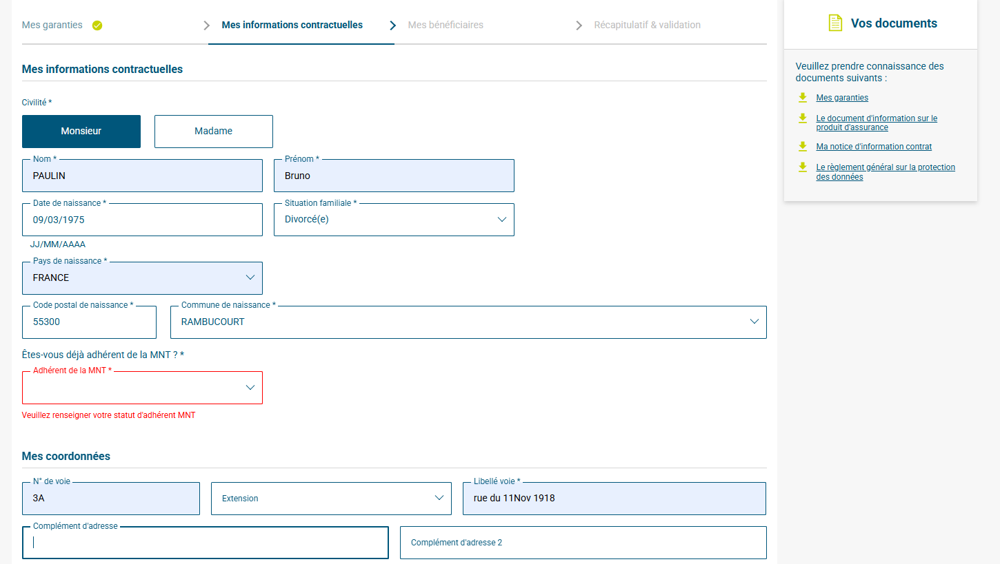 Mes garanties
Mes informations contractuelles
Mes bénéficiaires
Récapitulatif & validation
Mes informations contractuelles
Civilité *
Monsieur
Madame
Nom *
PAULIN
Prénom *
Bruno
Date de naissance *
09/03/1975
JJ/MM/AAAA
Situation familiale *
Divorcé(e)
Pays de naissance *
FRANCE
Code postal de naissance *
55300
Commune de naissance *
RAMBUCOURT
Êtes-vous déjà adhérent de la MNT ? *
Adhérent de la MNT *
Veuillez renseigner votre statut d'adhérent MNT
Mes coordonnées
N° de voie
3A
Extension
Libellé voie *
rue du 11Nov 1918
Complément d'adresse
Complément d'adresse 2
Vos documents
Veuillez prendre connaissance des
documents suivants :
Mes garanties
Le document d'information sur le
produit d'assurance
Ma notice d'information contrat
Le règlement général sur la protection
des données